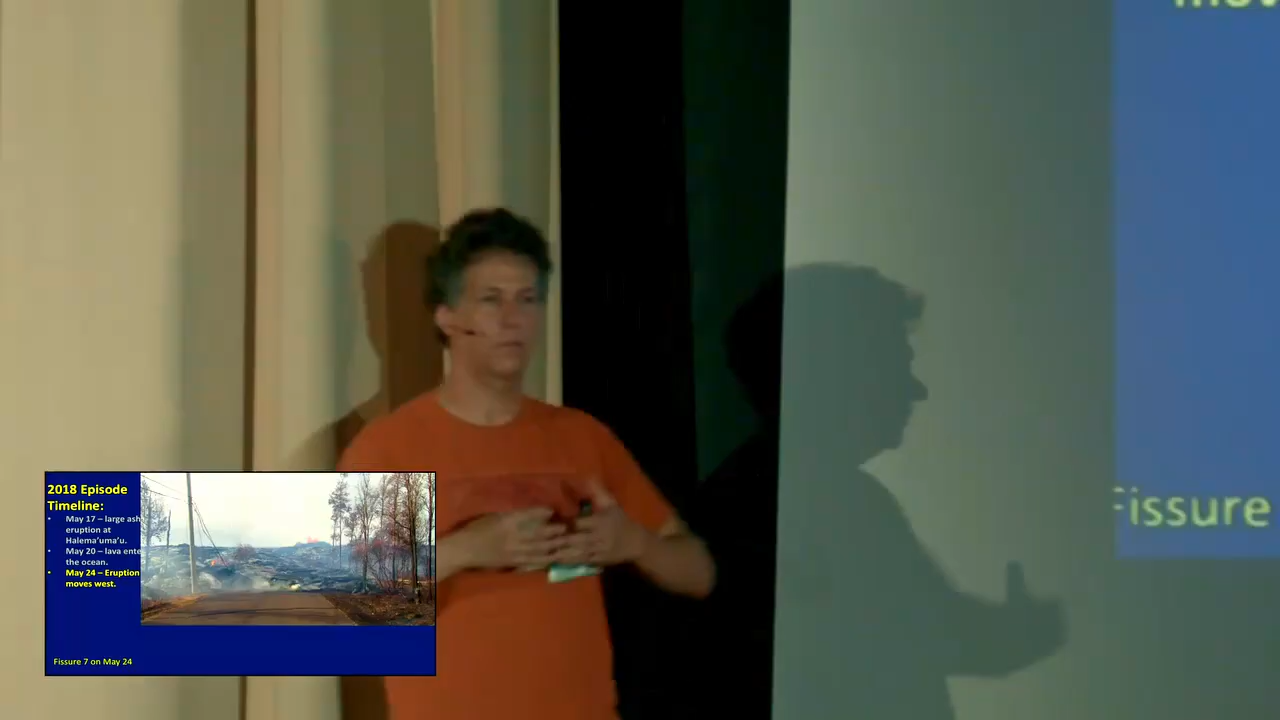 2018 Episode
Timeline:
• May 17 – large ash
eruption at
Halema'uma'u.
• May 20 – lava ente
the ocean.
• May 24 – Eruption
moves west.
Fissure 7 on May 24
Fissure